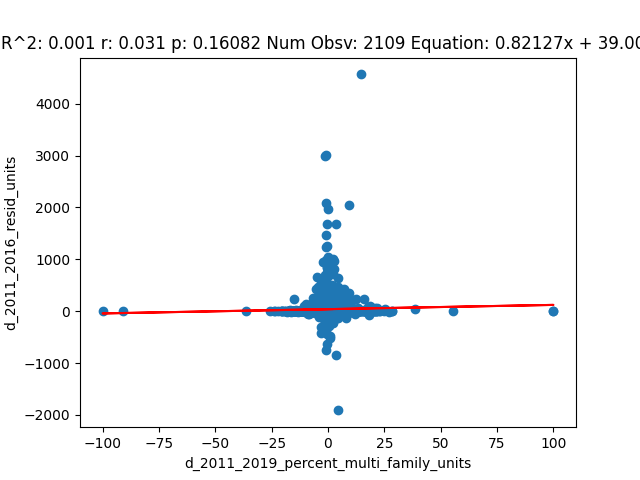 R^2: 0.001 r: 0.031 p: 0.16082 Num Obsv: 2109 Equation: 0.82127x + 39.00
4000
3000
2000
1000
0
−1000
−2000
d_2011_2016_resid_units
−100 −75 −50 −25 0 25 50 75 100
d_2011_2019_percent_multi_family_units